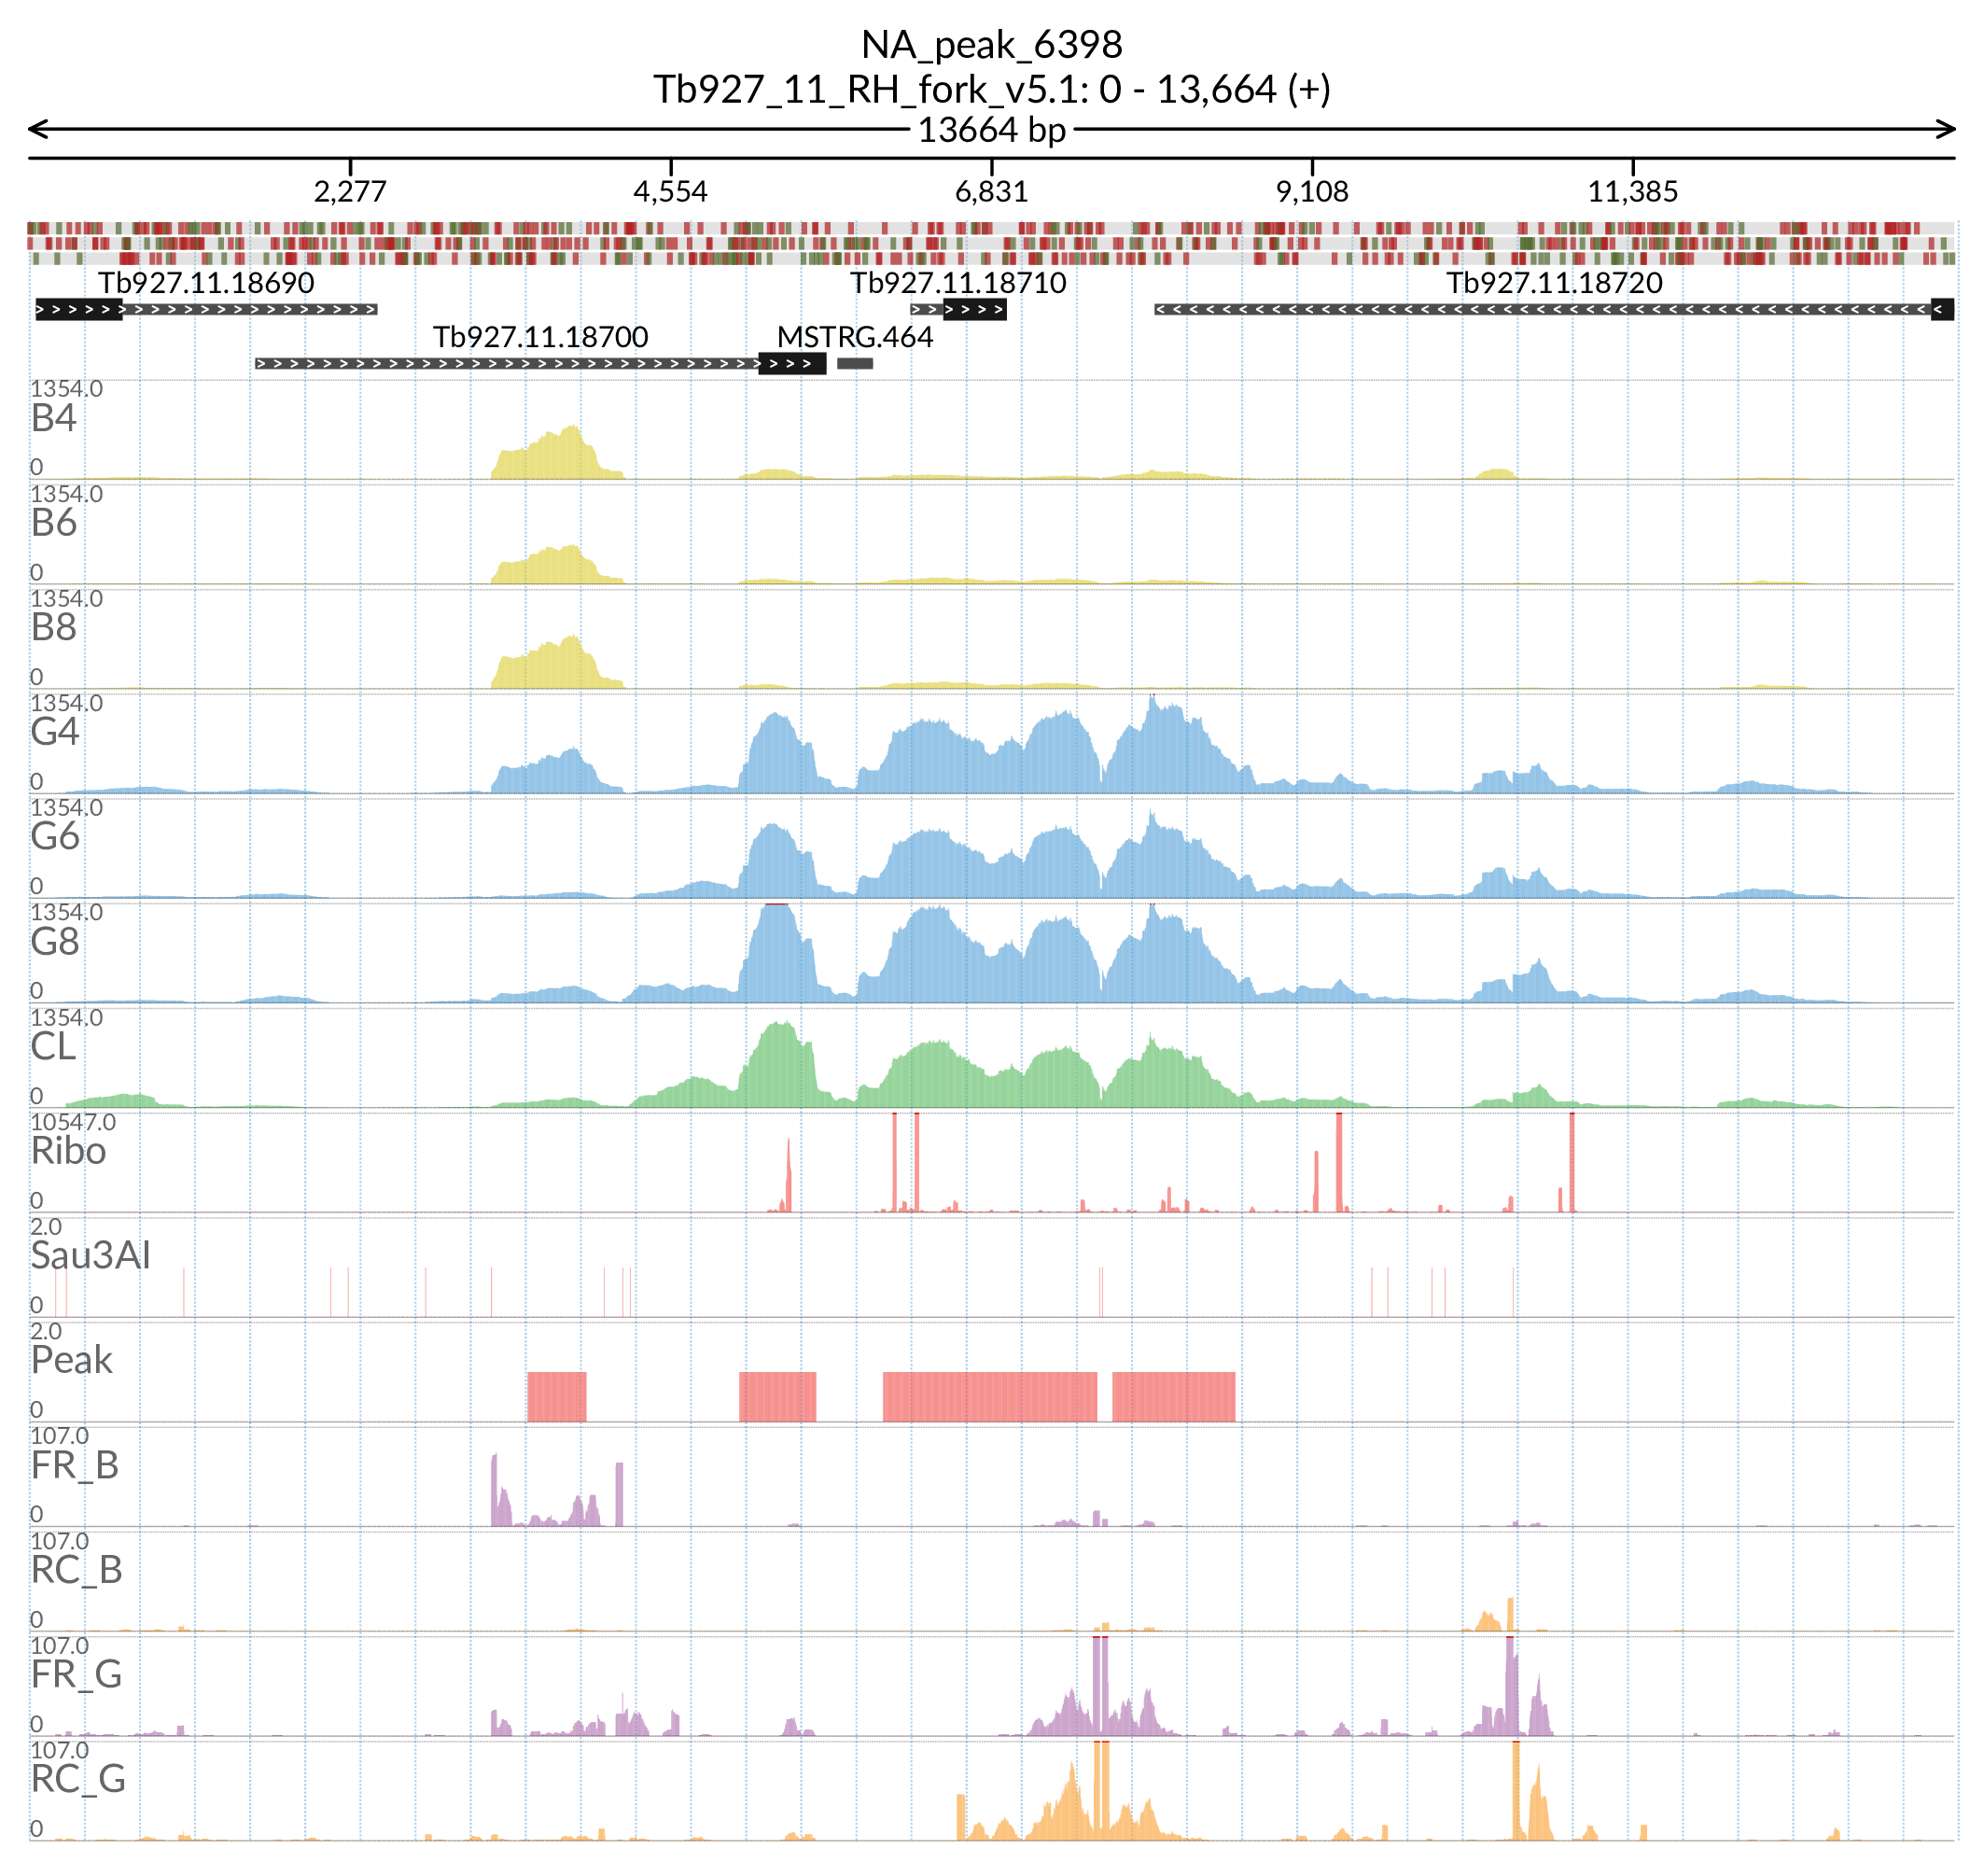 NA_peak_6398
Tb927_11_RH_fork_v5.1: 0 - 13,664 (+)
13664 bp
2,277 4,554 6,831 9,108 11,385
Tb927.11.18690 Tb927.11.18710 Tb927.11.18720
Tb927.11.18700 MSTRG.464
1354.0
B4
0
1354.0
B6
0
1354.0
B8
0
1354.0
G4
0
1354.0
G6
0
1354.0
G8
0
1354.0
CL
0
10547.0
Ribo
0
2.0
Sau3AI
0
2.0
Peak
0
107.0
FR_B
0
107.0
RC_B
0
107.0
FR_G
0
107.0
RC_G
0